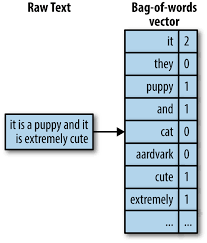 Raw Text
Bag-of-words
vector
it is a puppy and it
is extremely cute
it 2
they 0
puppy 1
and 1
cat 0
aardvark 0
cute 1
extremely 1
... ...